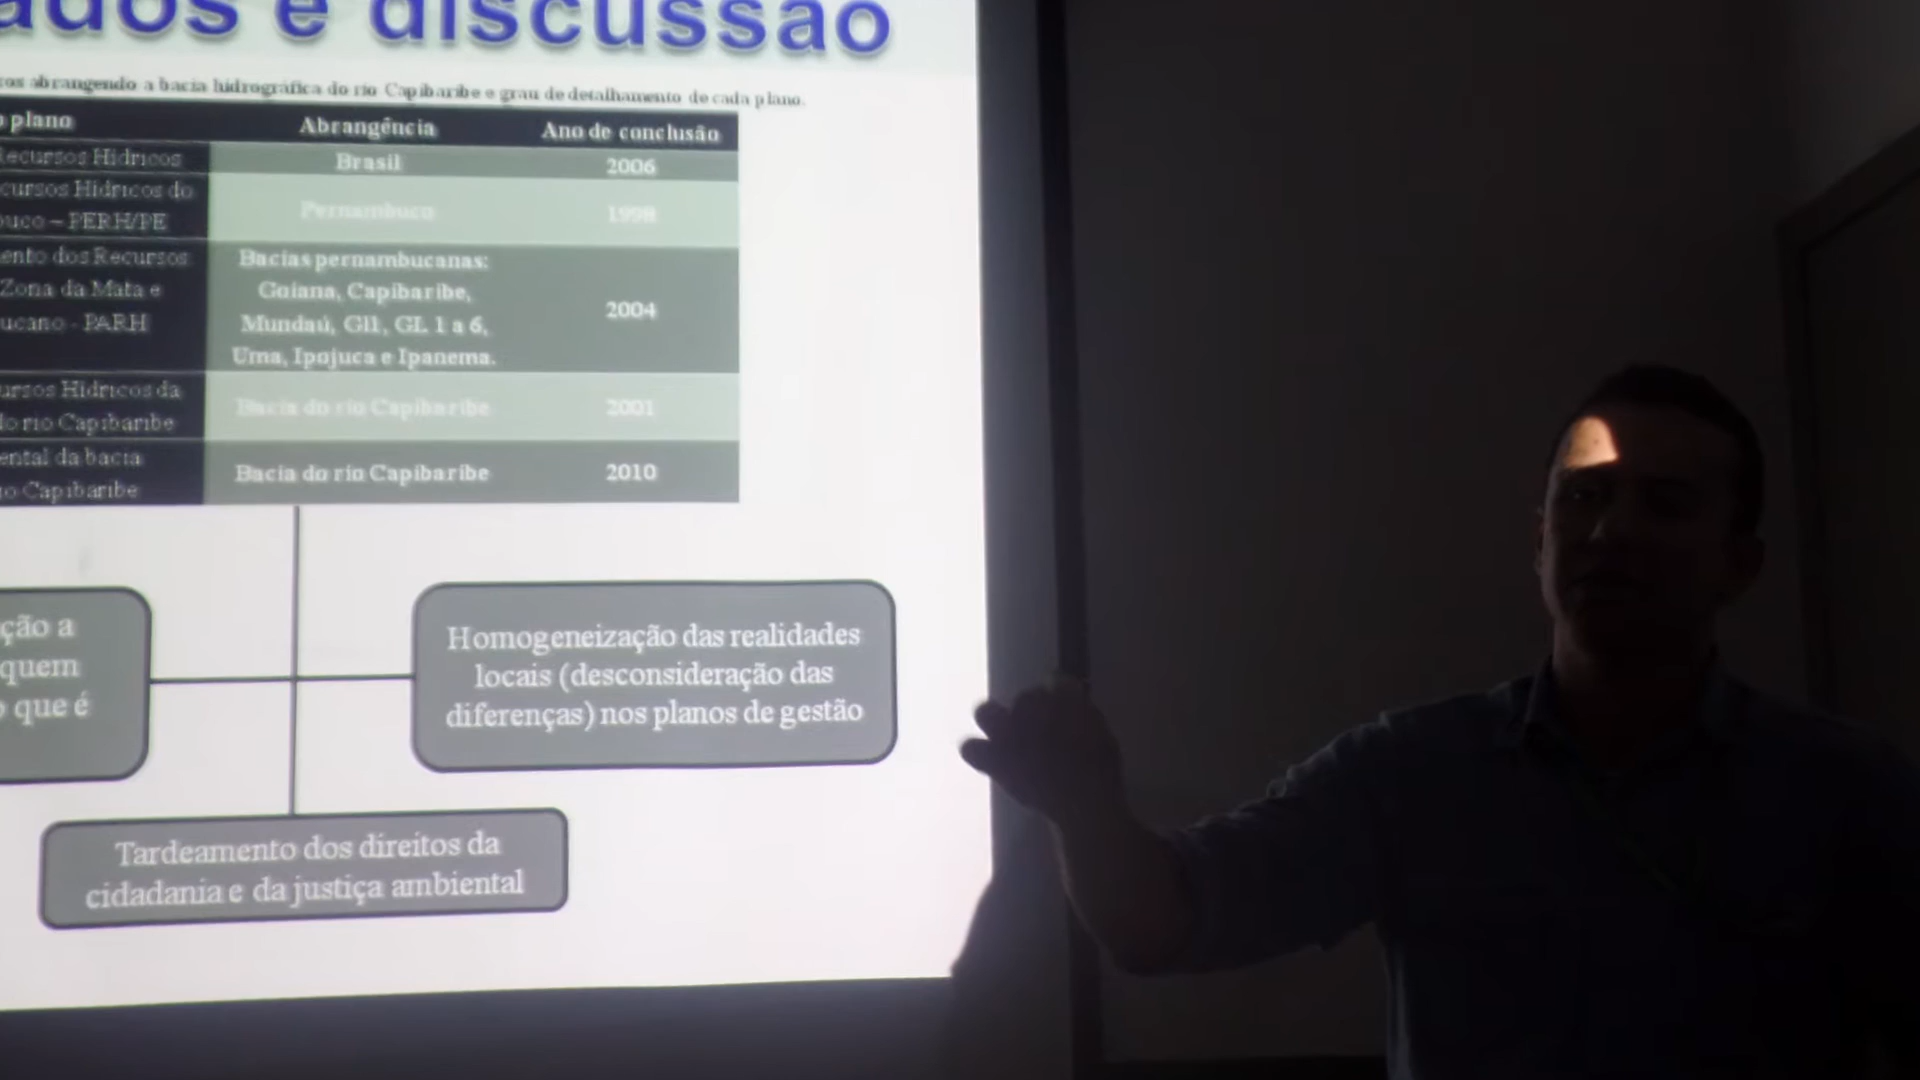 ados e discussão
ros abrangendo a bacia hidrográfica do rio Capibaribe e grau de detalhamento de cada plano.
o plano Abrangência Ano de conclusão
Recursos Hídricos Brasil 2006
cursos Hídricos do
buco – PERH/PE Pernambuco 1998
ento dos Recursos
Zona da Mata e
ucano - PARH
Bacias pernambucanas:
Goiana, Capibaribe,
Mundaú, GI1, GL 1 a 6,
Una, Ipojuca e Ipanema.
2004
ursos Hídricos da
do rio Capibaribe
Bacia do rio Capibaribe 2001
ental da bacia
io Capibaribe
Bacia do rio Capibaribe 2010
ção a
quem
o que é
Homogeneização das realidades
locais (desconsideração das
diferenças) nos planos de gestão
Tardeamento dos direitos da
cidadania e da justiça ambiental